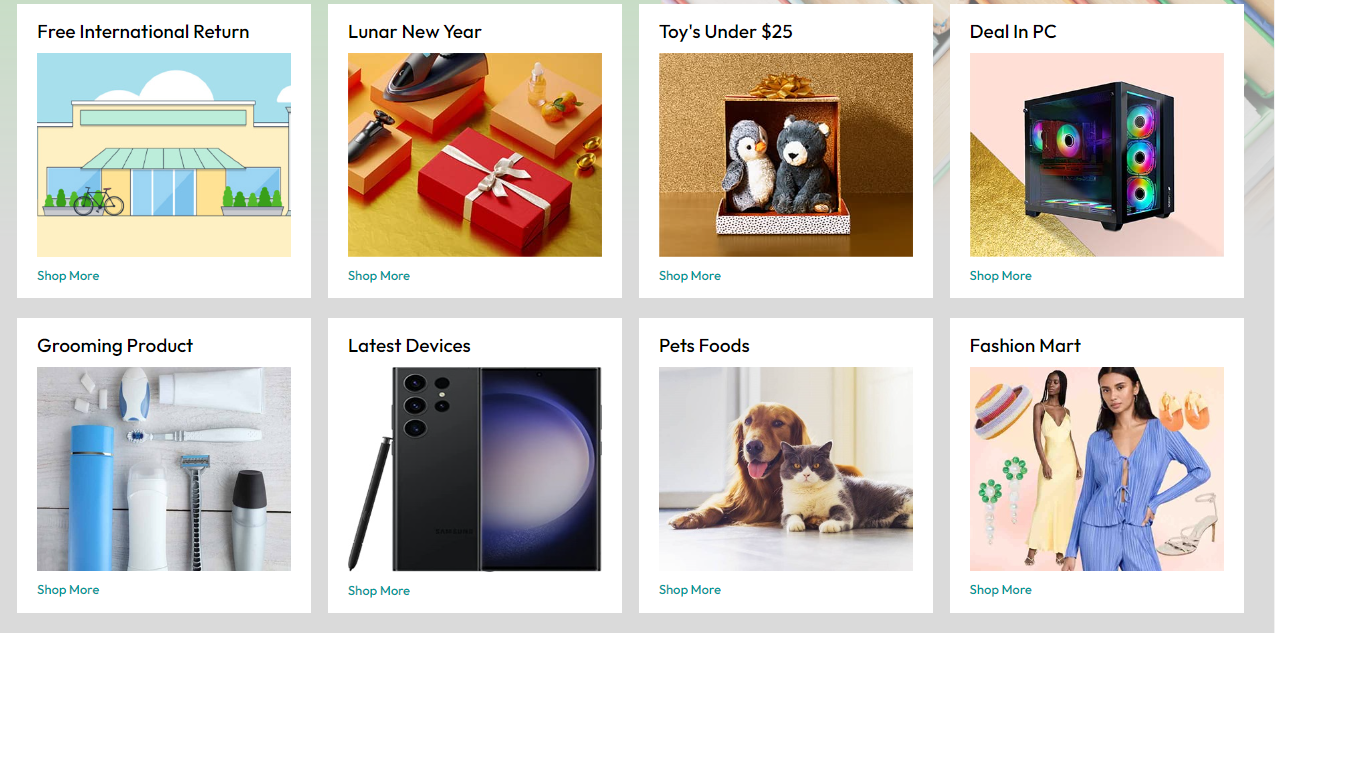 Free International Return
Lunar New Year
Toy's Under $25
Deal In PC
Shop More
Shop More
Shop More
Shop More
Grooming Product
Latest Devices
Pets Foods
Fashion Mart
SAMSUNG
Shop More
Shop More
Shop More
Shop More